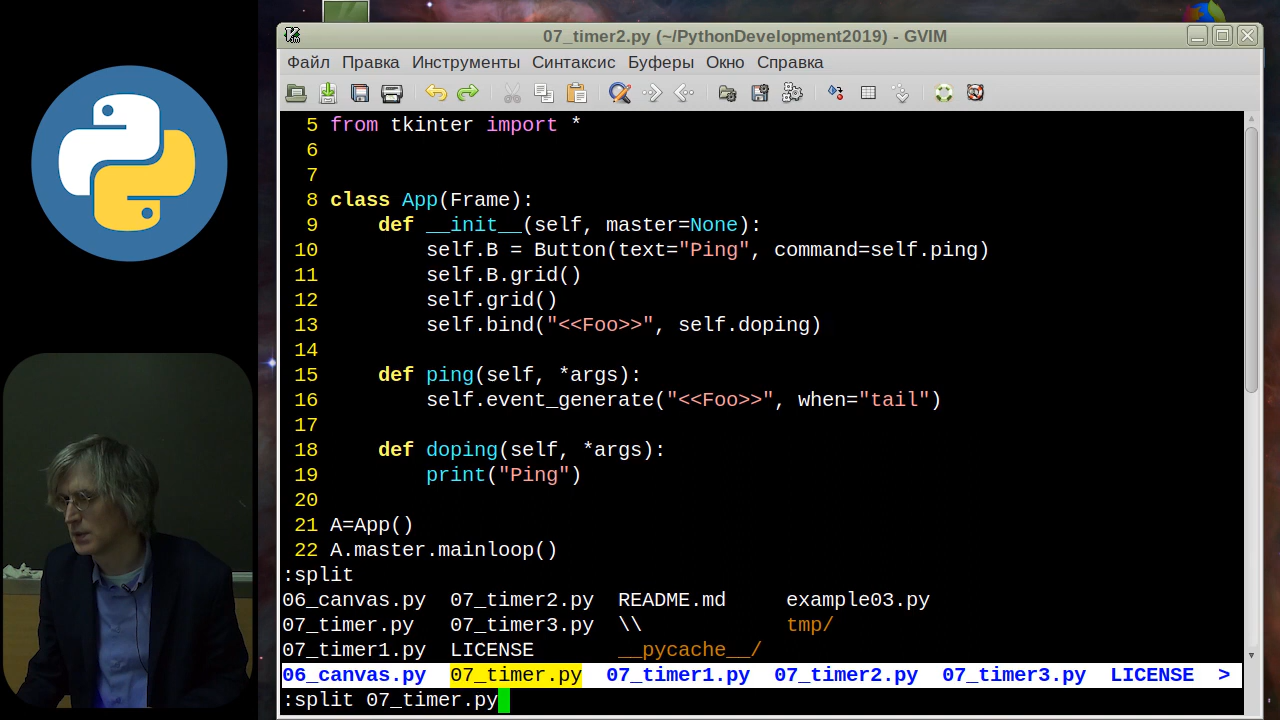 07_timer2.py (~/PythonDevelopment2019) - GVIM
Файл Правка Инструменты Синтаксис Буферы Окно Справка
5 from tkinter import *
6
7
8 class App(Frame):
9     def __init__(self, master=None):
10         self.B = Button(text="Ping", command=self.ping)
11         self.B.grid()
12         self.grid()
13         self.bind("<<Foo>>", self.doping)
14
15     def ping(self, *args):
16         self.event_generate("<<Foo>>", when="tail")
17
18     def doping(self, *args):
19         print("Ping")
20
21 A=App()
22 A.master.mainloop()
:split
06_canvas.py  07_timer2.py  README.md     example03.py
07_timer.py   07_timer3.py  \\            tmp/
07_timer1.py  LICENSE       __pycache__/
06_canvas.py  07_timer.py  07_timer1.py  07_timer2.py  07_timer3.py  LICENSE  >
:split 07_timer.py